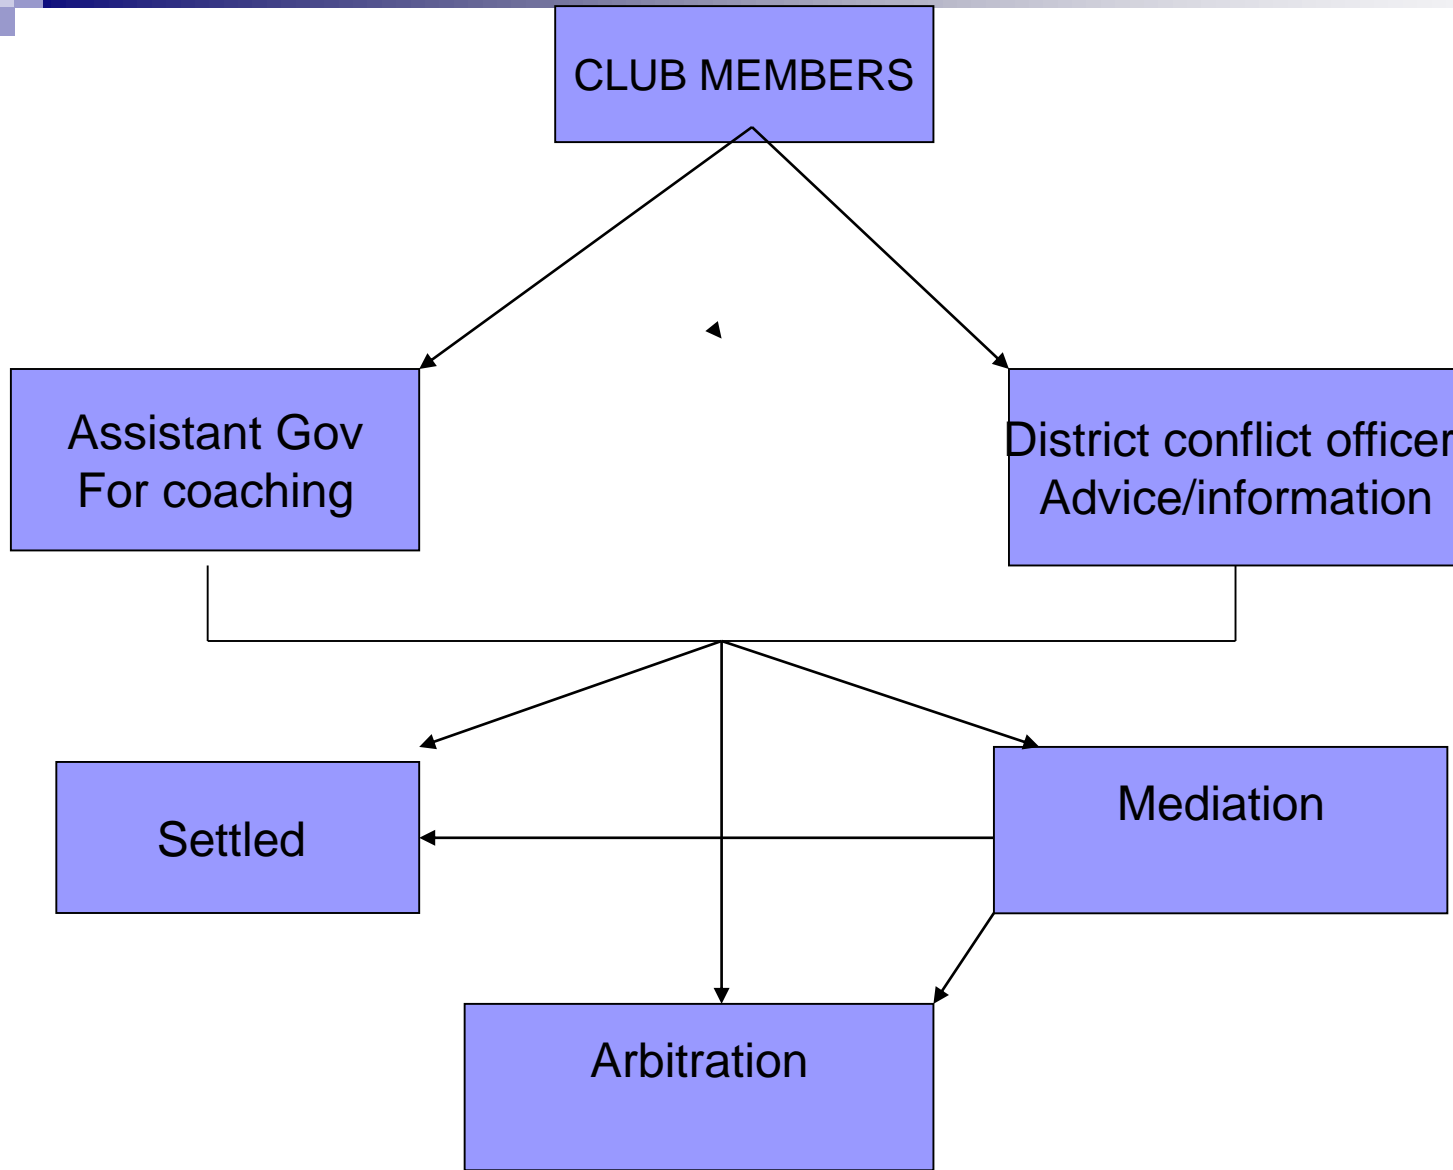 CLUB MEMBERS
Assistant Gov
For coaching
District conflict officer
Advice/information
Settled
Mediation
Arbitration